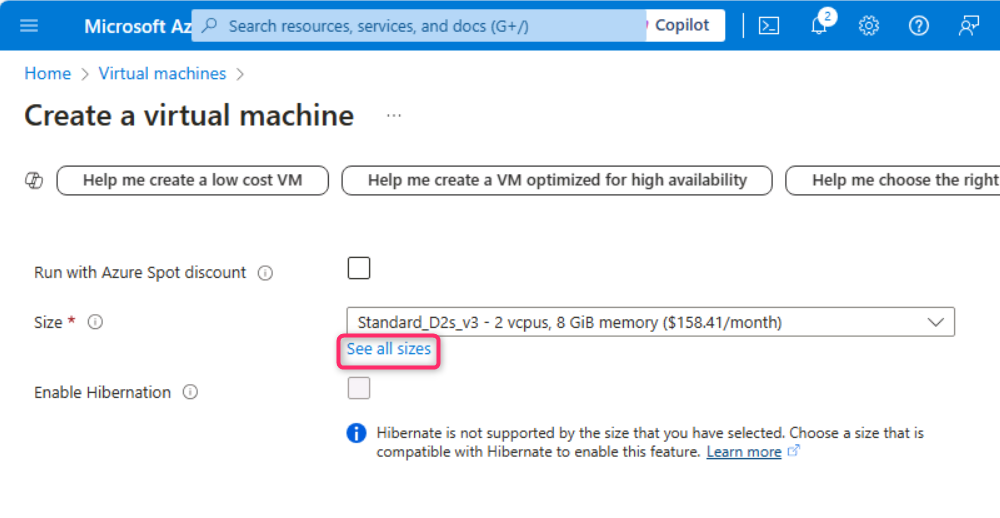 Microsoft Az Search resources, services, and docs (G+/) Copilot 2
Home > Virtual machines >
Create a virtual machine ...
Help me create a low cost VM Help me create a VM optimized for high availability Help me choose the right
Run with Azure Spot discount
Size * Standard_D2s_v3 - 2 vcpus, 8 GiB memory ($158.41/month)
See all sizes
Enable Hibernation
Hibernate is not supported by the size that you have selected. Choose a size that is
compatible with Hibernate to enable this feature. Learn more